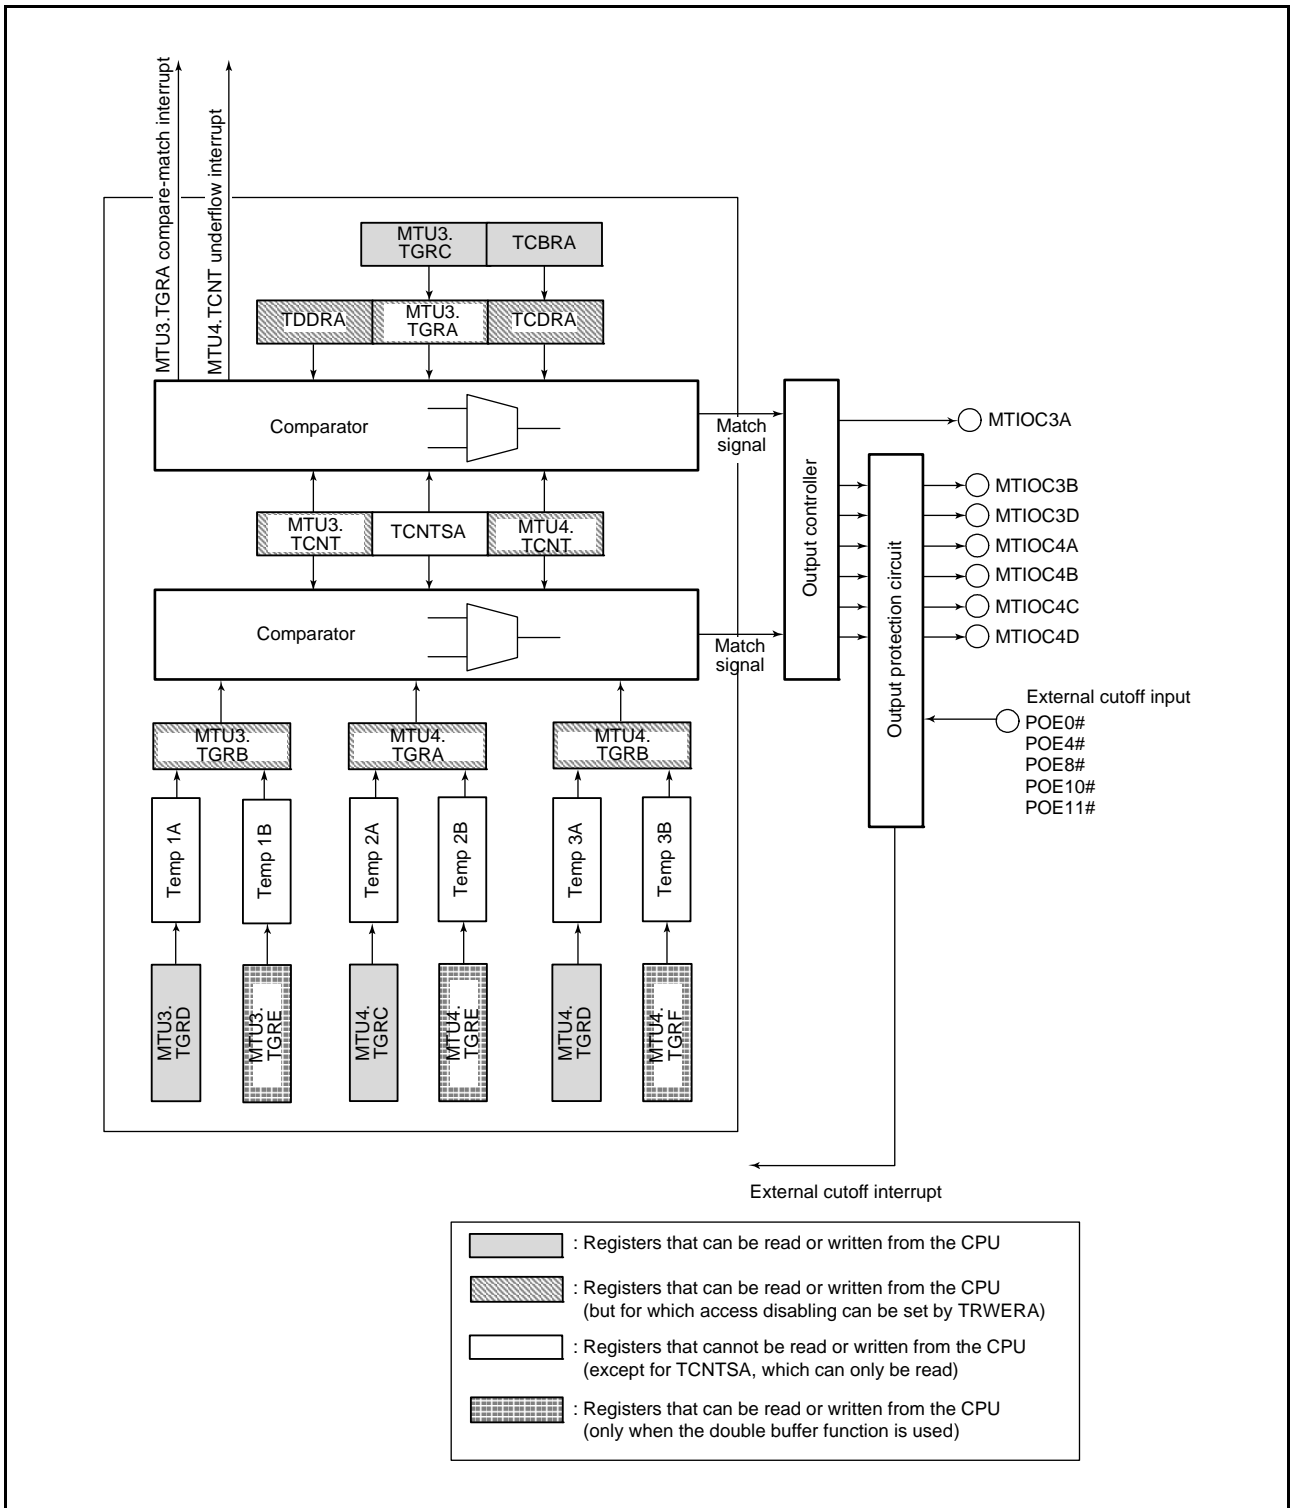 MTU3.TGRA compare-match interrupt
MTU4.TCNT underflow interrupt
MTU3.
TGRC
TCBRA
TDDRA
MTU3.
TGRA
TCDRA
Comparator
Match
signal
MTU3.
TCNT
TCNTSA
MTU4.
TCNT
Comparator
Match
signal
Output controller
Output protection circuit
MTIOC3A
MTIOC3B
MTIOC3D
MTIOC4A
MTIOC4B
MTIOC4C
MTIOC4D
External cutoff input
POE0#
POE4#
POE8#
POE10#
POE11#
MTU3.
TGRB
MTU4.
TGRA
MTU4.
TGRB
Temp 1A
Temp 1B
Temp 2A
Temp 2B
Temp 3A
Temp 3B
MTU3.
TGRD
MTU3.
TGRE
MTU4.
TGRC
MTU4.
TGRE
MTU4.
TGRD
MTU4.
TGRF
External cutoff interrupt
: Registers that can be read or written from the CPU
: Registers that can be read or written from the CPU
(but for which access disabling can be set by TRWERA)
: Registers that cannot be read or written from the CPU
(except for TCNTSA, which can only be read)
: Registers that can be read or written from the CPU
(only when the double buffer function is used)